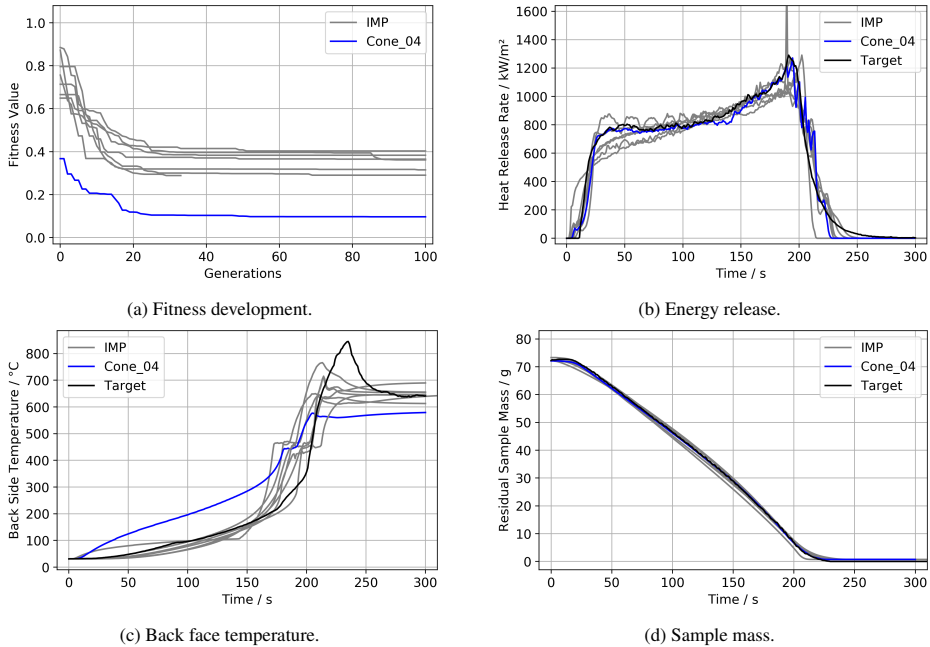 1.0
0.8
0.6
0.4
0.2
0.0
Fitness Value
0 20 40 60 80 100
Generations
IMP
Cone_04
(a) Fitness development.
1600
1400
1200
1000
800
600
400
200
0
Heat Release Rate / kW/m²
0 50 100 150 200 250 300
Time / s
IMP
Cone_04
Target
(b) Energy release.
800
700
600
500
400
300
200
100
0
Back Side Temperature / °C
0 50 100 150 200 250 300
Time / s
IMP
Cone_04
Target
(c) Back face temperature.
80
70
60
50
40
30
20
10
0
Residual Sample Mass / g
0 50 100 150 200 250 300
Time / s
IMP
Cone_04
Target
(d) Sample mass.